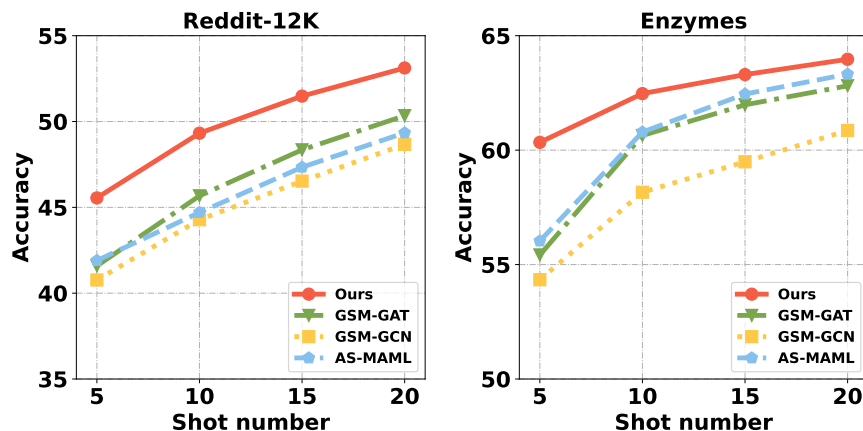 Reddit-12K
Accuracy
55
50
45
40
35
5 10 15 20
Shot number
Ours
GSM-GAT
GSM-GCN
AS-MAML
Enzymes
Accuracy
65
60
55
50
5 10 15 20
Shot number
Ours
GSM-GAT
GSM-GCN
AS-MAML